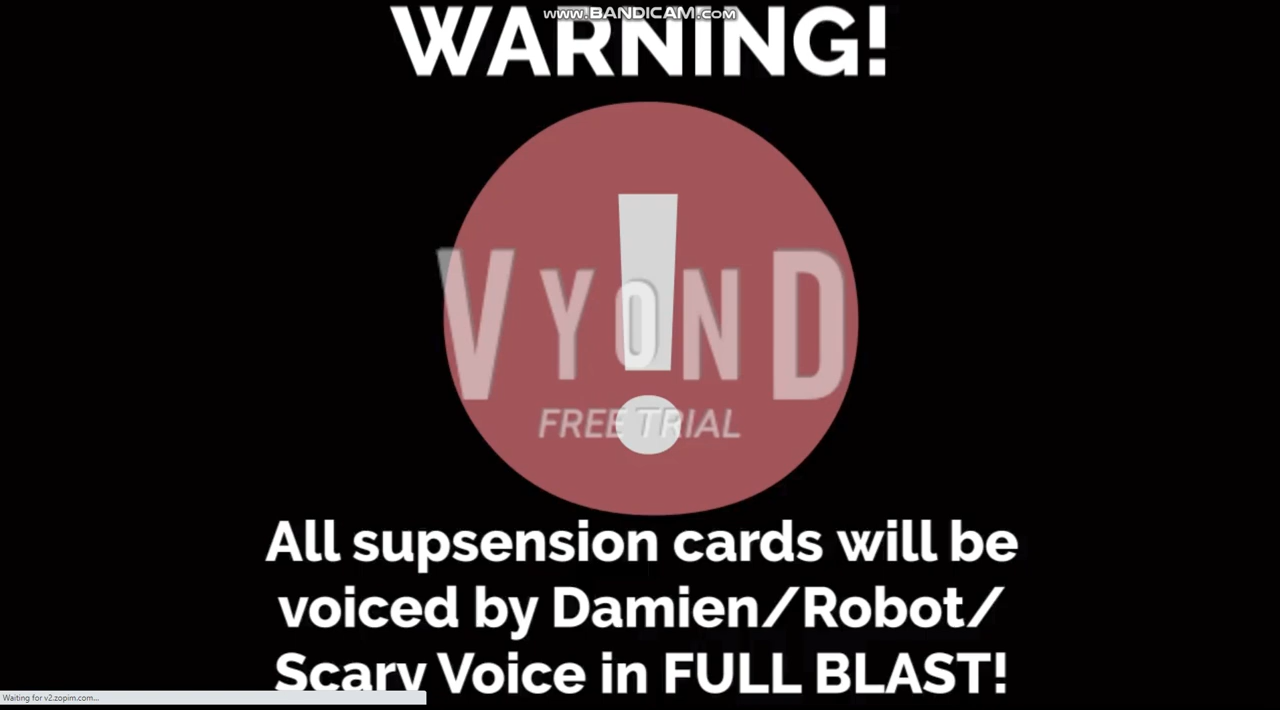 www.BANDICAM.com
WARNING!
!
VYOND
FREE TRIAL
All supsension cards will be
voiced by Damien/Robot/
Scary Voice in FULL BLAST!
Waiting for v2.zopim.com...